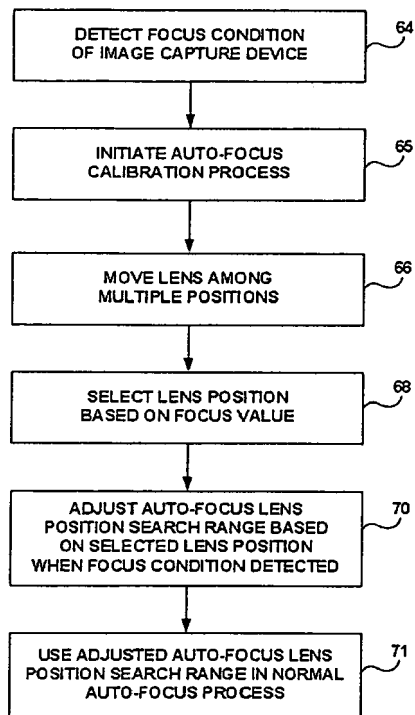 DETECT FOCUS CONDITION
OF IMAGE CAPTURE DEVICE
64
INITIATE AUTO-FOCUS
CALIBRATION PROCESS
65
MOVE LENS AMONG
MULTIPLE POSITIONS
66
SELECT LENS POSITION
BASED ON FOCUS VALUE
68
ADJUST AUTO-FOCUS LENS
POSITION SEARCH RANGE BASED
ON SELECTED LENS POSITION
WHEN FOCUS CONDITION DETECTED
70
USE ADJUSTED AUTO-FOCUS LENS
POSITION SEARCH RANGE IN NORMAL
AUTO-FOCUS PROCESS
71